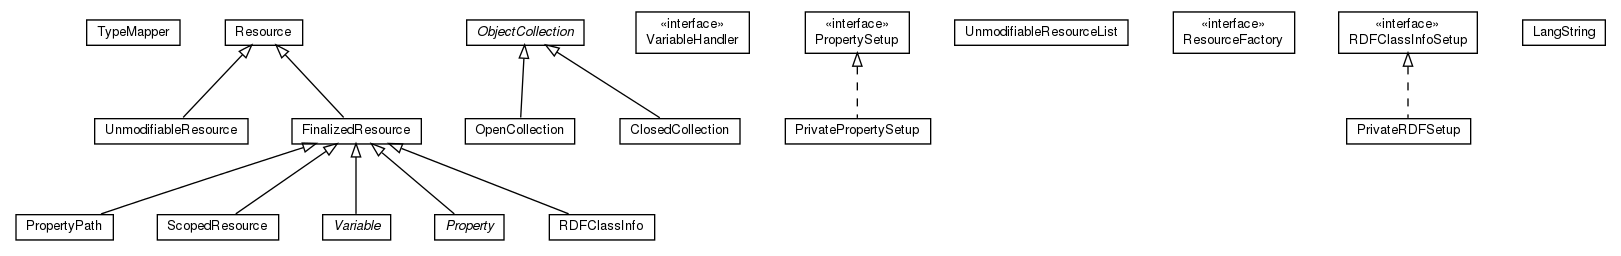 TypeMapper
Resource
ObjectCollection
«interface»
VariableHandler
«interface»
PropertySetup
UnmodifiableResourceList
«interface»
ResourceFactory
«interface»
RDFClassInfoSetup
LangString
UnmodifiableResource
FinalizedResource
OpenCollection
ClosedCollection
PrivatePropertySetup
PrivateRDFSetup
PropertyPath
ScopedResource
Variable
Property
RDFClassInfo